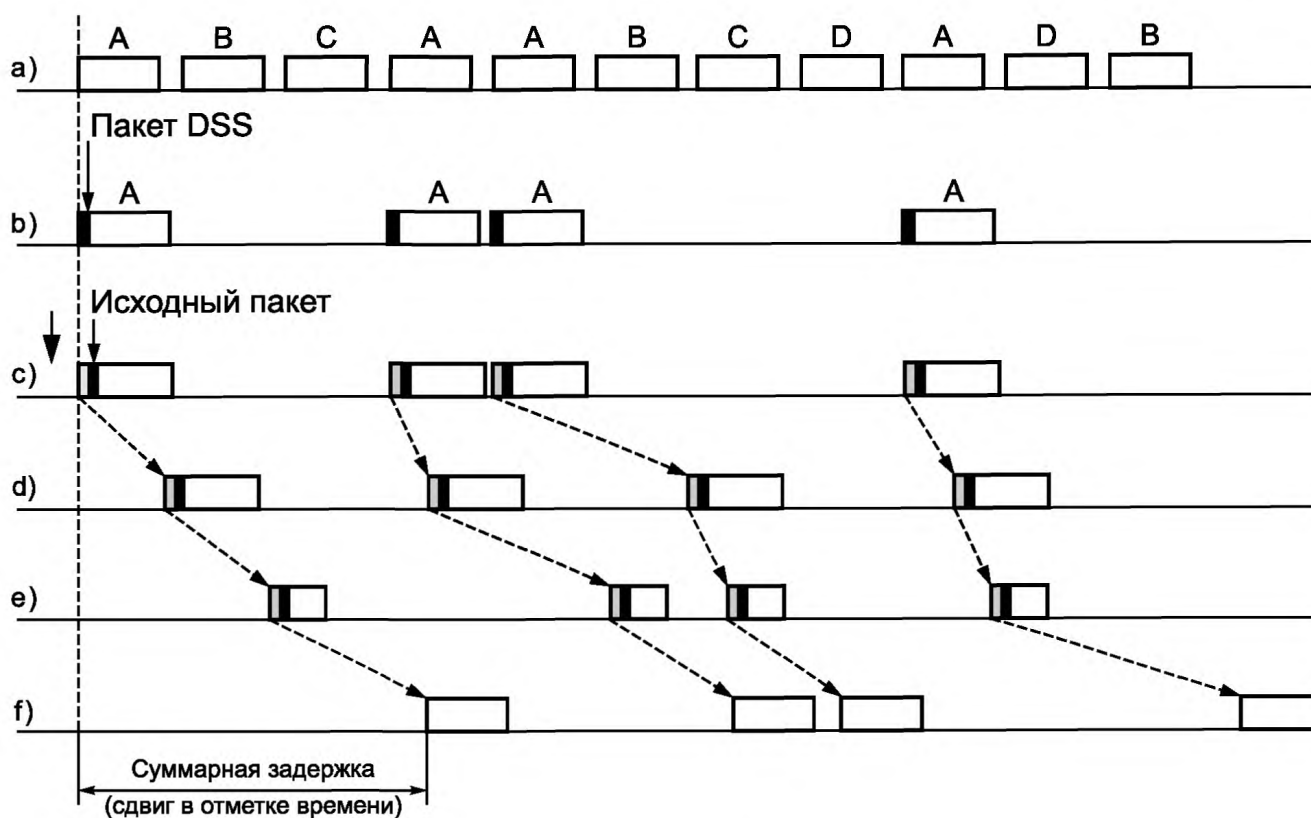 A B C A A B C D A D B
a)
Пакет DSS
A A A A
b)
Исходный пакет
c)
d)
e)
f)
Суммарная задержка
(сдвиг в отметке времени)